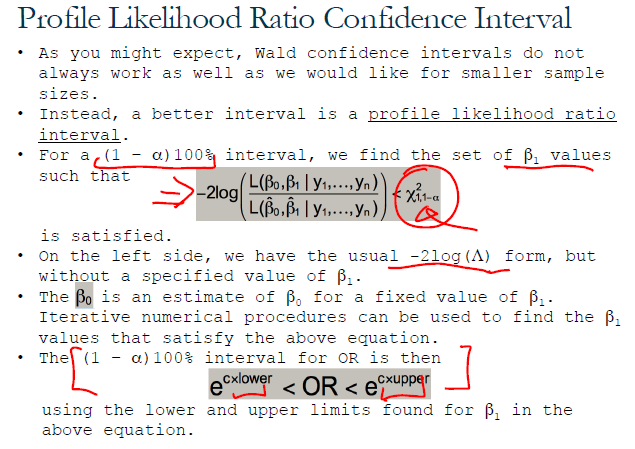 Profile Likelihood Ratio Confidence Interval
• As you might expect, Wald confidence intervals do not
always work as well as we would like for smaller sample
sizes.
• Instead, a better interval is a profile likelihood ratio
interval.
• For a (1 – α)100% interval, we find the set of β₁ values
such that
-2log(L(β̃₀,β₁ | y₁,...,yₙ) / L(β̂₀,β̂₁ | y₁,...,yₙ)) < χ²₁,₁₋α
is satisfied.
• On the left side, we have the usual –2log(Λ) form, but
without a specified value of β₁.
• The β̃₀ is an estimate of β₀ for a fixed value of β₁.
Iterative numerical procedures can be used to find the β₁
values that satisfy the above equation.
• The (1 – α)100% interval for OR is then
e^c×lower < OR < e^c×upper
using the lower and upper limits found for β₁ in the
above equation.